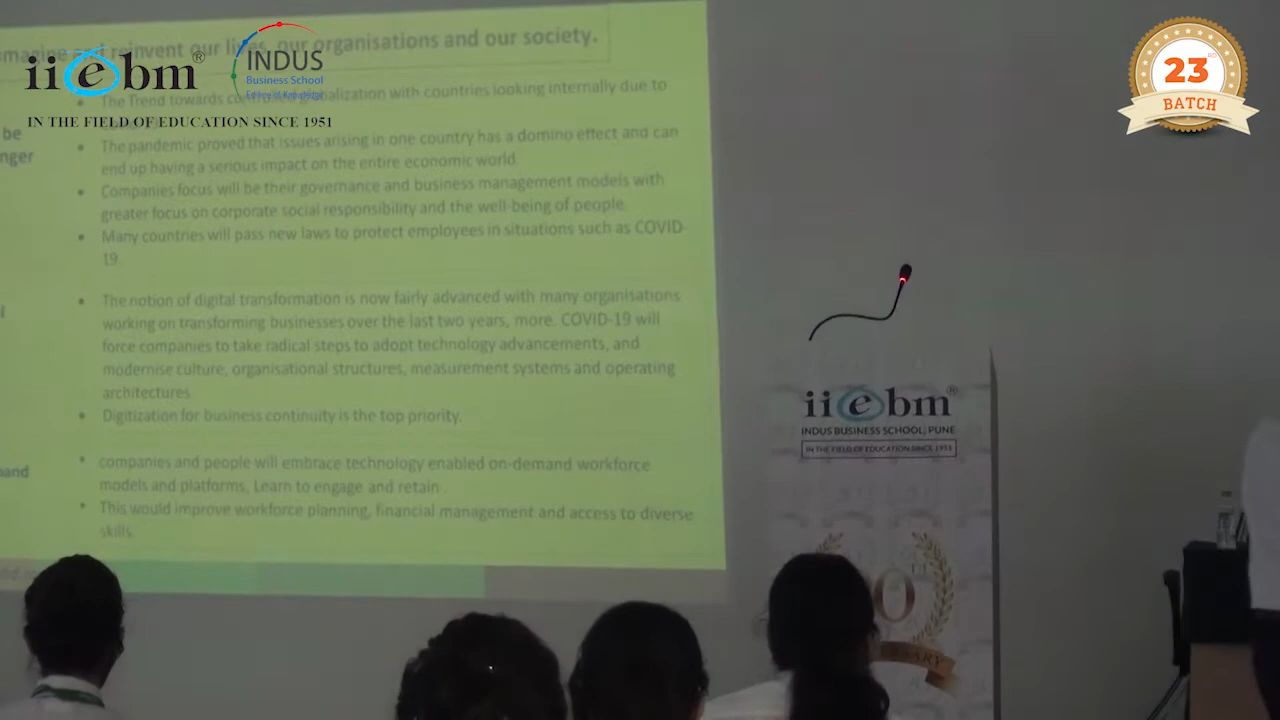 magine and reinvent our lives, our organisations and our society.
iiebm®
INDUS
Business School
IN THE FIELD OF EDUCATION SINCE 1951
23RD
BATCH
be
nger
The Trend towards controlled globalization with countries looking internally due to
The pandemic proved that issues arising in one country has a domino effect and can
end up having a serious impact on the entire economic world.
Companies focus will be their governance and business management models with
greater focus on corporate social responsibility and the well-being of people.
Many countries will pass new laws to protect employees in situations such as COVID-
19.
The notion of digital transformation is now fairly advanced with many organisations
working on transforming businesses over the last two years, more. COVID-19 will
force companies to take radical steps to adopt technology advancements, and
modernise culture, organisational structures, measurement systems and operating
architectures.
Digitization for business continuity is the top priority.
mand
companies and people will embrace technology enabled on-demand workforce
models and platforms, Learn to engage and retain .
This would improve workforce planning, financial management and access to diverse
skills.
iiebm®
INDUS BUSINESS SCHOOL, PUNE
IN THE FIELD OF EDUCATION SINCE 1951
0TH